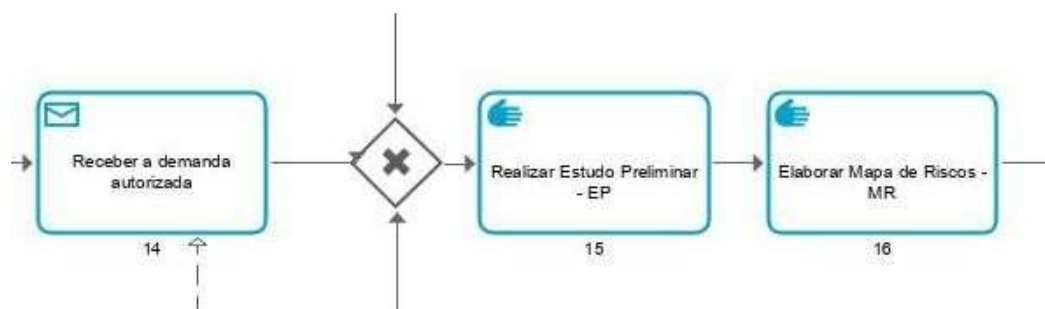 Receber a demanda
autorizada
14
Realizar Estudo Preliminar
- EP
15
Elaborar Mapa de Riscos -
MR
16